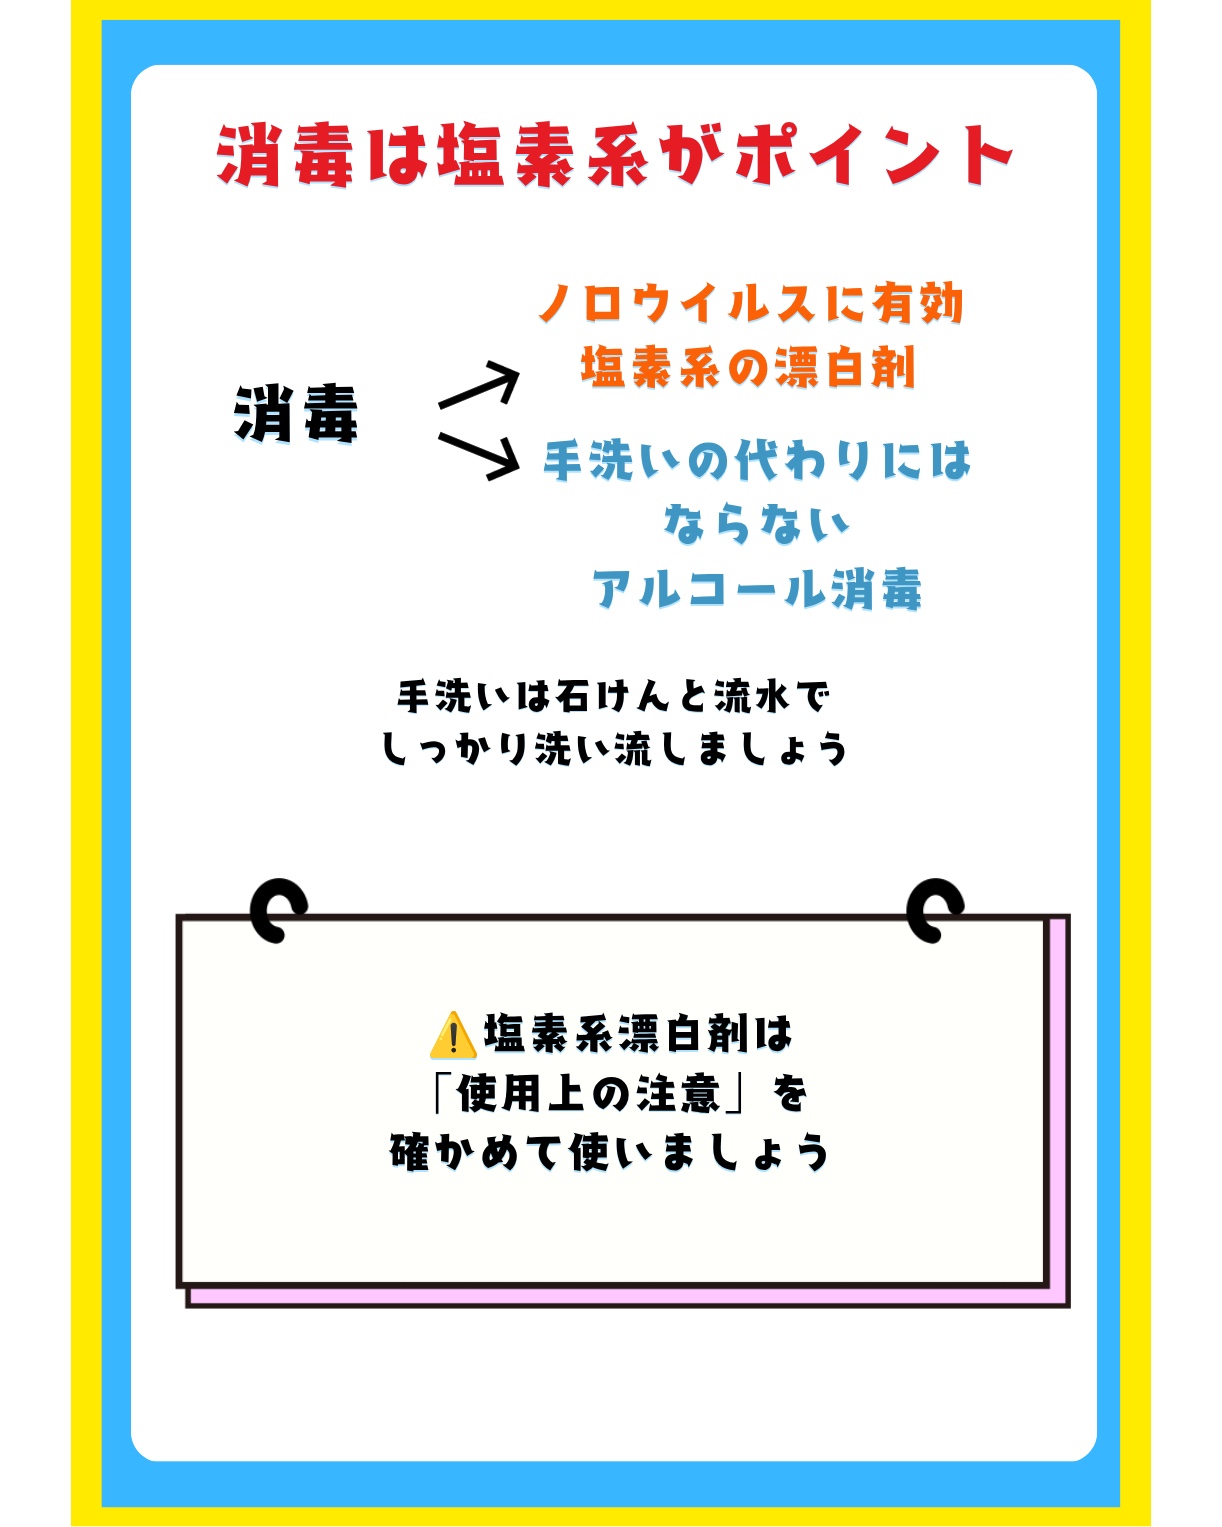 消毒は塩素系がポイント
ノロウイルスに有効
塩素系の漂白剤
消毒
手洗いの代わりには
ならない
アルコール消毒
手洗いは石けんと流水で
しっかり洗い流しましょう
⚠️塩素系漂白剤は
「使用上の注意」を
確かめて使いましょう